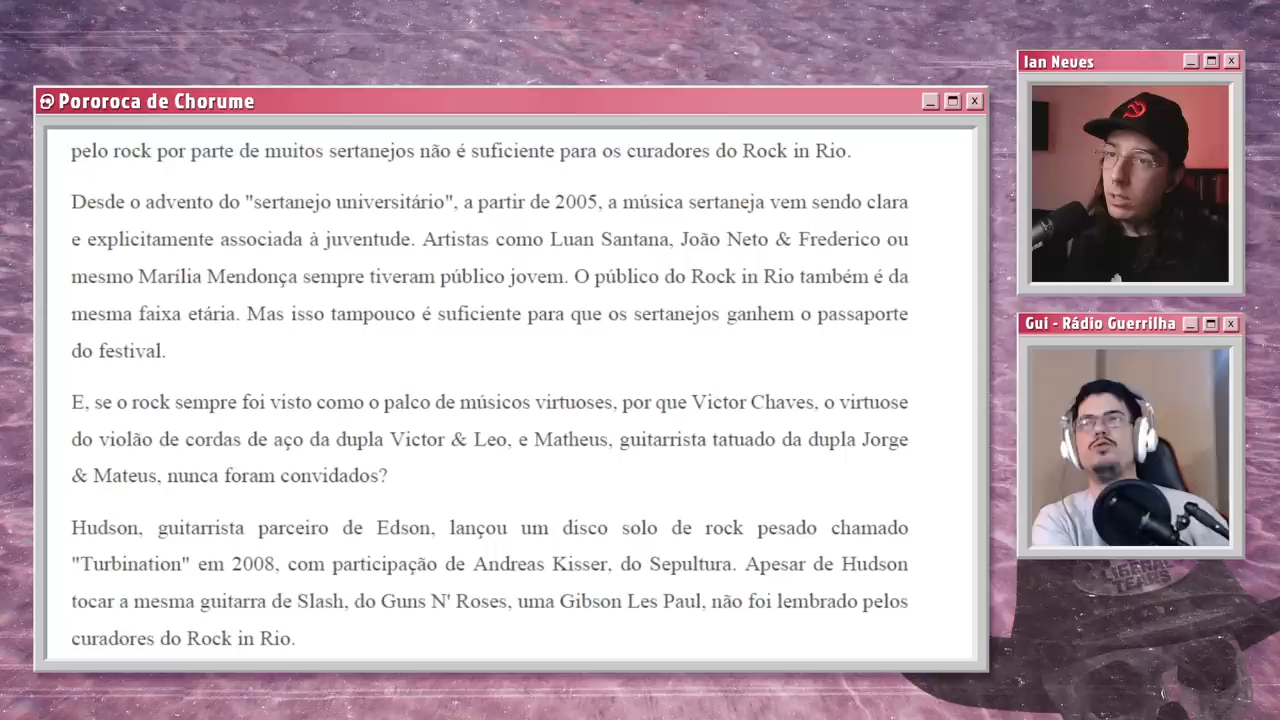 Pororoca de Chorume
pelo rock por parte de muitos sertanejos não é suficiente para os curadores do Rock in Rio.
Desde o advento do "sertanejo universitário", a partir de 2005, a música sertaneja vem sendo clara
e explicitamente associada à juventude. Artistas como Luan Santana, João Neto & Frederico ou
mesmo Marília Mendonça sempre tiveram público jovem. O público do Rock in Rio também é da
mesma faixa etária. Mas isso tampouco é suficiente para que os sertanejos ganhem o passaporte
do festival.
E, se o rock sempre foi visto como o palco de músicos virtuoses, por que Victor Chaves, o virtuose
do violão de cordas de aço da dupla Victor & Leo, e Matheus, guitarrista tatuado da dupla Jorge
& Mateus, nunca foram convidados?
Hudson, guitarrista parceiro de Edson, lançou um disco solo de rock pesado chamado
"Turbination" em 2008, com participação de Andreas Kisser, do Sepultura. Apesar de Hudson
tocar a mesma guitarra de Slash, do Guns N' Roses, uma Gibson Les Paul, não foi lembrado pelos
curadores do Rock in Rio.
Ian Neves
Gui - Rádio Guerrilha
LIBERAL
TEARS